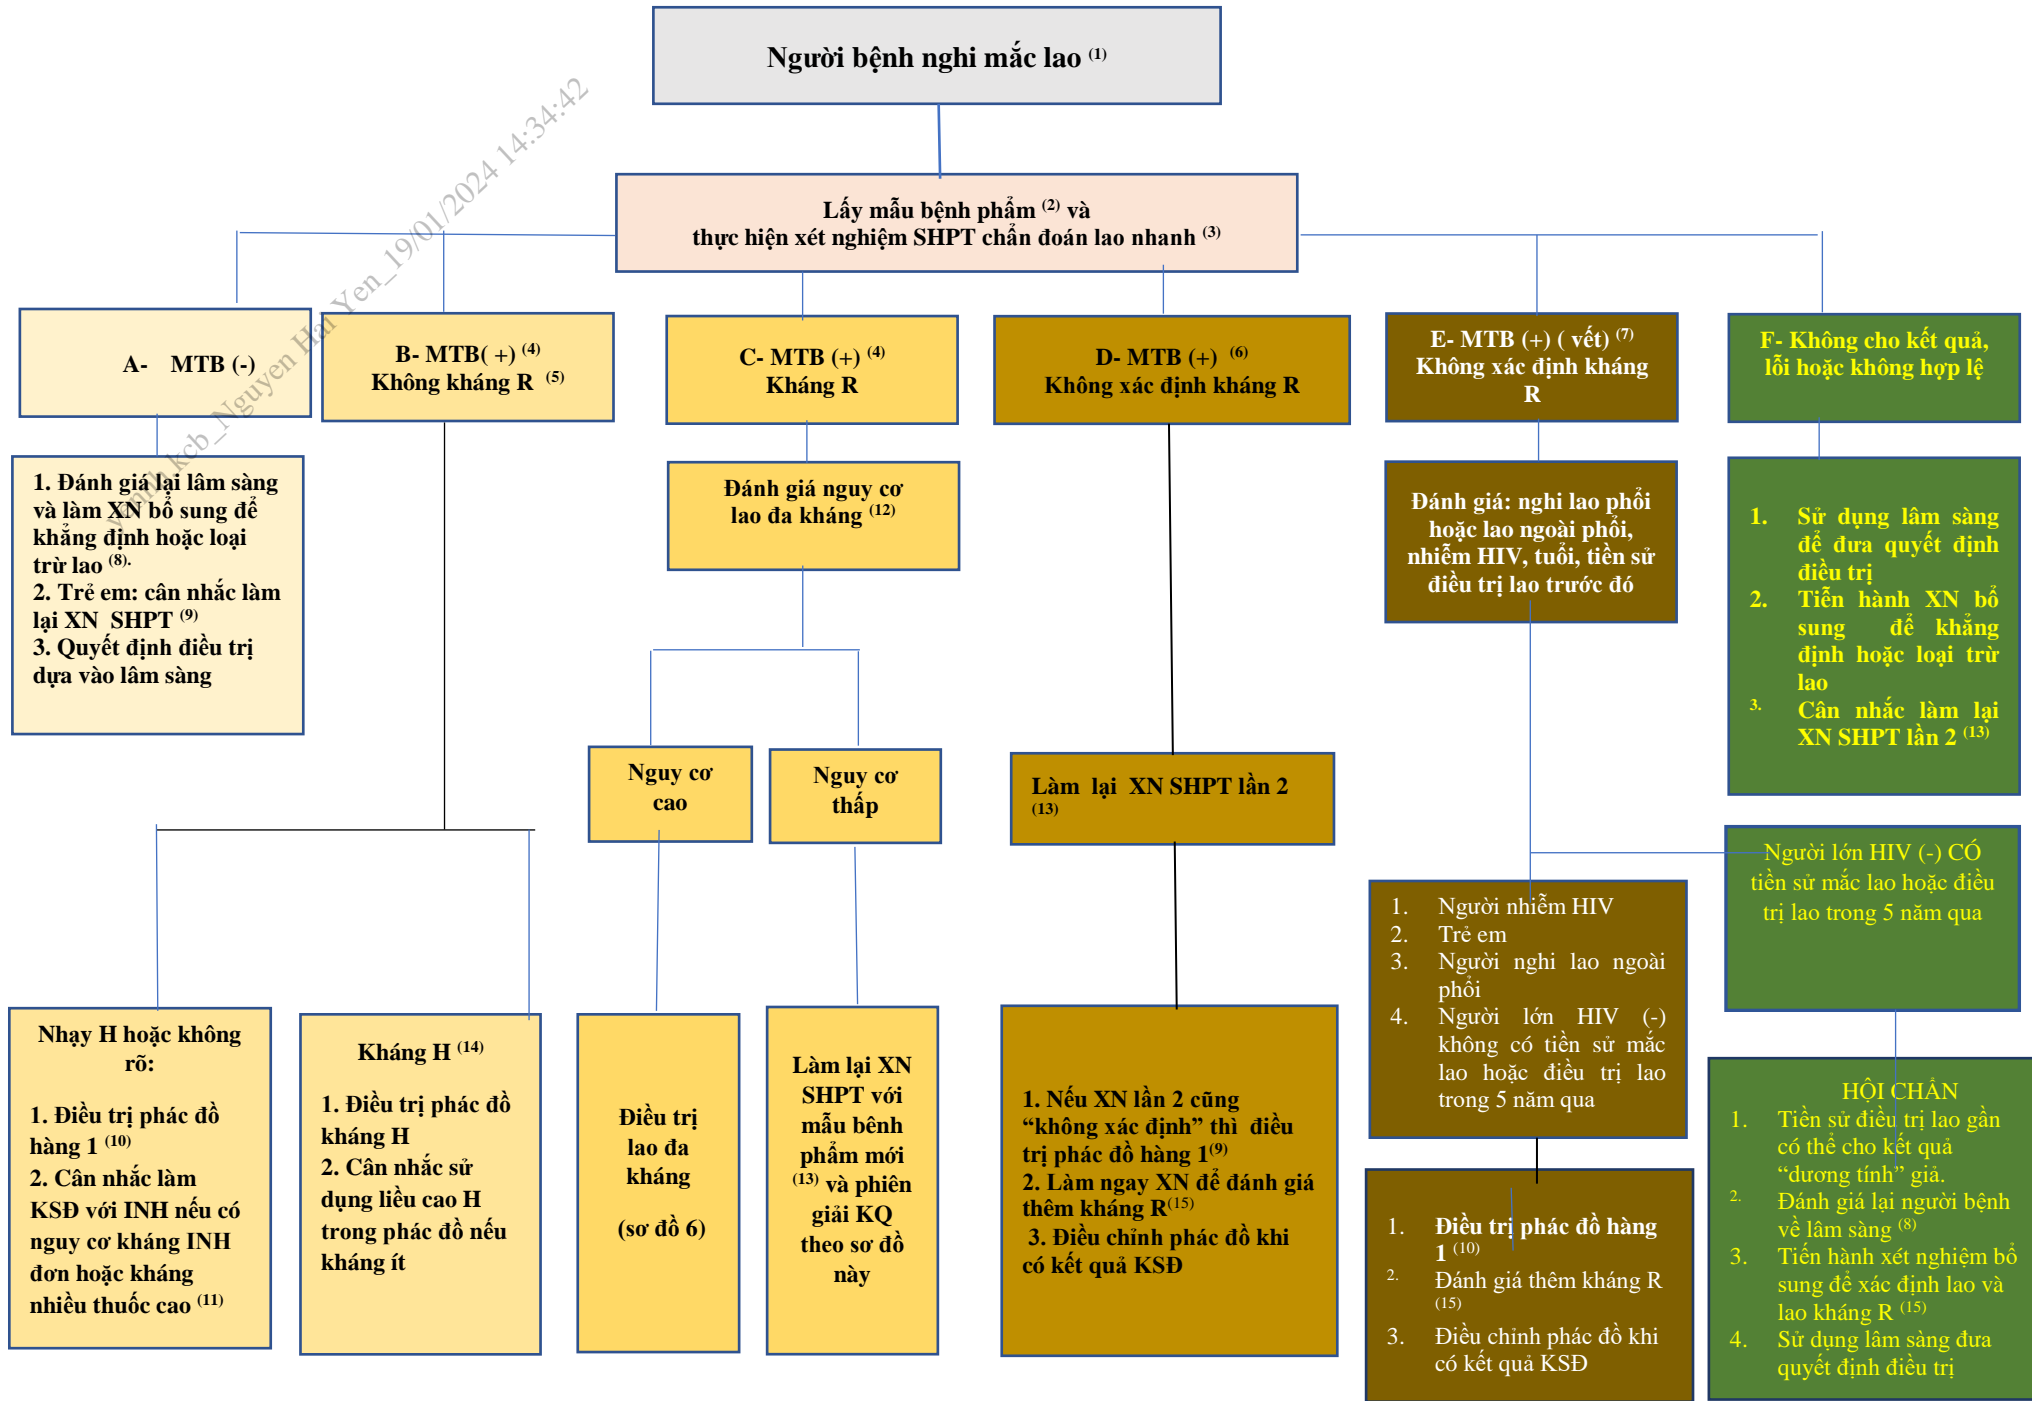 Người bệnh nghi mắc lao (1)
Lấy mẫu bệnh phẩm (2) và
thực hiện xét nghiệm SHPT chẩn đoán lao nhanh (3)
A- MTB (-)
B- MTB( +) (4)
Không kháng R (5)
C- MTB (+) (4)
Kháng R
D- MTB (+) (6)
Không xác định kháng R
E- MTB (+) ( vết) (7)
Không xác định kháng
R
F- Không cho kết quả,
lỗi hoặc không hợp lệ
1. Đánh giá lại lâm sàng
và làm XN bổ sung để
khẳng định hoặc loại
trừ lao (8).
2. Trẻ em: cân nhắc làm
lại XN SHPT (9)
3. Quyết định điều trị
dựa vào lâm sàng
Đánh giá nguy cơ
lao đa kháng (12)
Đánh giá: nghi lao phổi
hoặc lao ngoài phổi,
nhiễm HIV, tuổi, tiền sử
điều trị lao trước đó
1. Sử dụng lâm sàng
để đưa quyết định
điều trị
2. Tiến hành XN bổ
sung để khẳng
định hoặc loại trừ
lao
3. Cân nhắc làm lại
XN SHPT lần 2 (13)
Nguy cơ
cao
Nguy cơ
thấp
Làm lại XN SHPT lần 2
(13)
Người lớn HIV (-) CÓ
tiền sử mắc lao hoặc điều
trị lao trong 5 năm qua
1. Người nhiễm HIV
2. Trẻ em
3. Người nghi lao ngoài
phổi
4. Người lớn HIV (-)
không có tiền sử mắc
lao hoặc điều trị lao
trong 5 năm qua
Nhạy H hoặc không
rõ:
1. Điều trị phác đồ
hàng 1 (10)
2. Cân nhắc làm
KSĐ với INH nếu có
nguy cơ kháng INH
đơn hoặc kháng
nhiều thuốc cao (11)
Kháng H (14)
1. Điều trị phác đồ
kháng H
2. Cân nhắc sử
dụng liều cao H
trong phác đồ nếu
kháng ít
Điều trị
lao đa
kháng
(sơ đồ 6)
Làm lại XN
SHPT với
mẫu bênh
phẩm mới
(13) và phiên
giải KQ
theo sơ đồ
này
1. Nếu XN lần 2 cũng
“không xác định” thì điều
trị phác đồ hàng 1(9)
2. Làm ngay XN để đánh giá
thêm kháng R(15)
3. Điều chỉnh phác đồ khi
có kết quả KSĐ
1. Điều trị phác đồ hàng
1 (10)
2. Đánh giá thêm kháng R
(15)
3. Điều chỉnh phác đồ khi
có kết quả KSĐ
HỘI CHẨN
1. Tiền sử điều trị lao gần
có thể cho kết quả
“dương tính” giả.
2. Đánh giá lại người bệnh
về lâm sàng (8)
3. Tiến hành xét nghiệm bổ
sung để xác định lao và
lao kháng R (15)
4. Sử dụng lâm sàng đưa
quyết định điều trị
kcb_Nguyen Hai Yen_19/01/2024 14:34:42